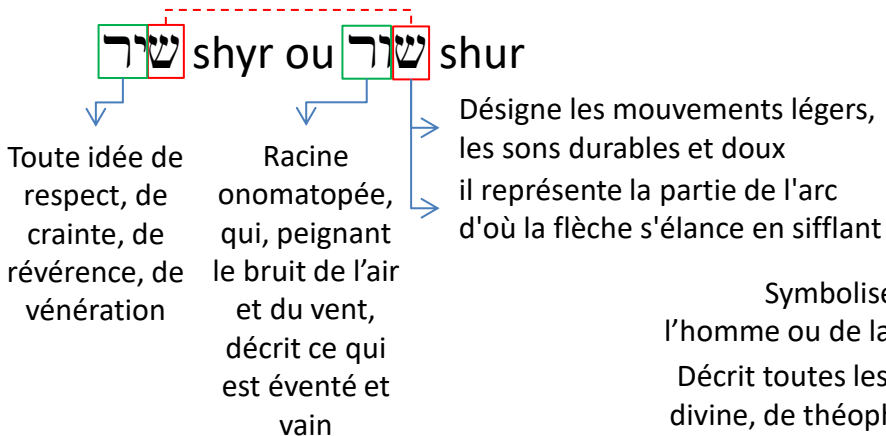 שיר shyr ou שור shur
Désigne les mouvements légers,
les sons durables et doux
il représente la partie de l'arc
d'où la flèche s'élance en sifflant
Toute idée de
respect, de
crainte, de
révérence, de
vénération
Racine
onomatopée,
qui, peignant
le bruit de l’air
et du vent,
décrit ce qui
est éventé et
vain
Symbolise
l’homme ou de la
Décrit toutes les
divine, de